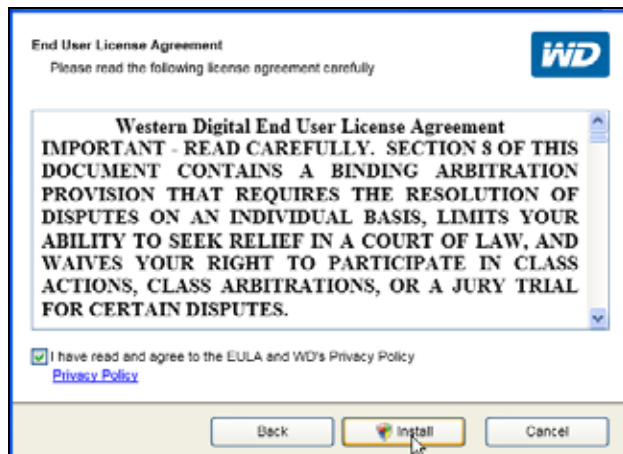 End User License Agreement
Please read the following license agreement carefully
WD
Western Digital End User License Agreement
IMPORTANT - READ CAREFULLY. SECTION 8 OF THIS
DOCUMENT CONTAINS A BINDING ARBITRATION
PROVISION THAT REQUIRES THE RESOLUTION OF
DISPUTES ON AN INDIVIDUAL BASIS, LIMITS YOUR
ABILITY TO SEEK RELIEF IN A COURT OF LAW, AND
WAIVES YOUR RIGHT TO PARTICIPATE IN CLASS
ACTIONS, CLASS ARBITRATIONS, OR A JURY TRIAL
FOR CERTAIN DISPUTES.
I have read and agree to the EULA and WD's Privacy Policy
Privacy Policy
Back Install Cancel